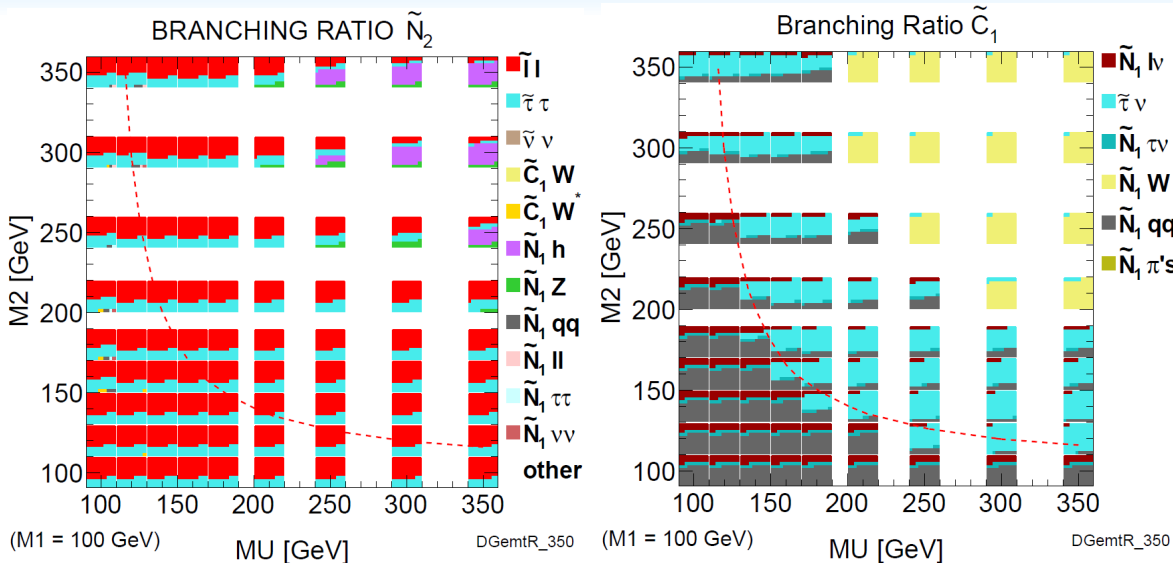 BRANCHING RATIO Ñ₂
M2 [GeV]
350
300
250
200
150
100
100 150 200 250 300 350
MU [GeV]
(M1 = 100 GeV)
DGemtR_350
l̃ l
τ̃ τ
ν̃ ν
C̃₁ W
C̃₁ W*
Ñ₁ h
Ñ₁ Z
Ñ₁ qq
Ñ₁ ll
Ñ₁ ττ
Ñ₁ νν
other
Branching Ratio C̃₁
M2 [GeV]
350
300
250
200
150
100
100 150 200 250 300 350
MU [GeV]
(M1 = 100 GeV)
DGemtR_350
Ñ₁ lν
τ̃ ν
Ñ₁ τν
Ñ₁ W
Ñ₁ qq
Ñ₁ π's